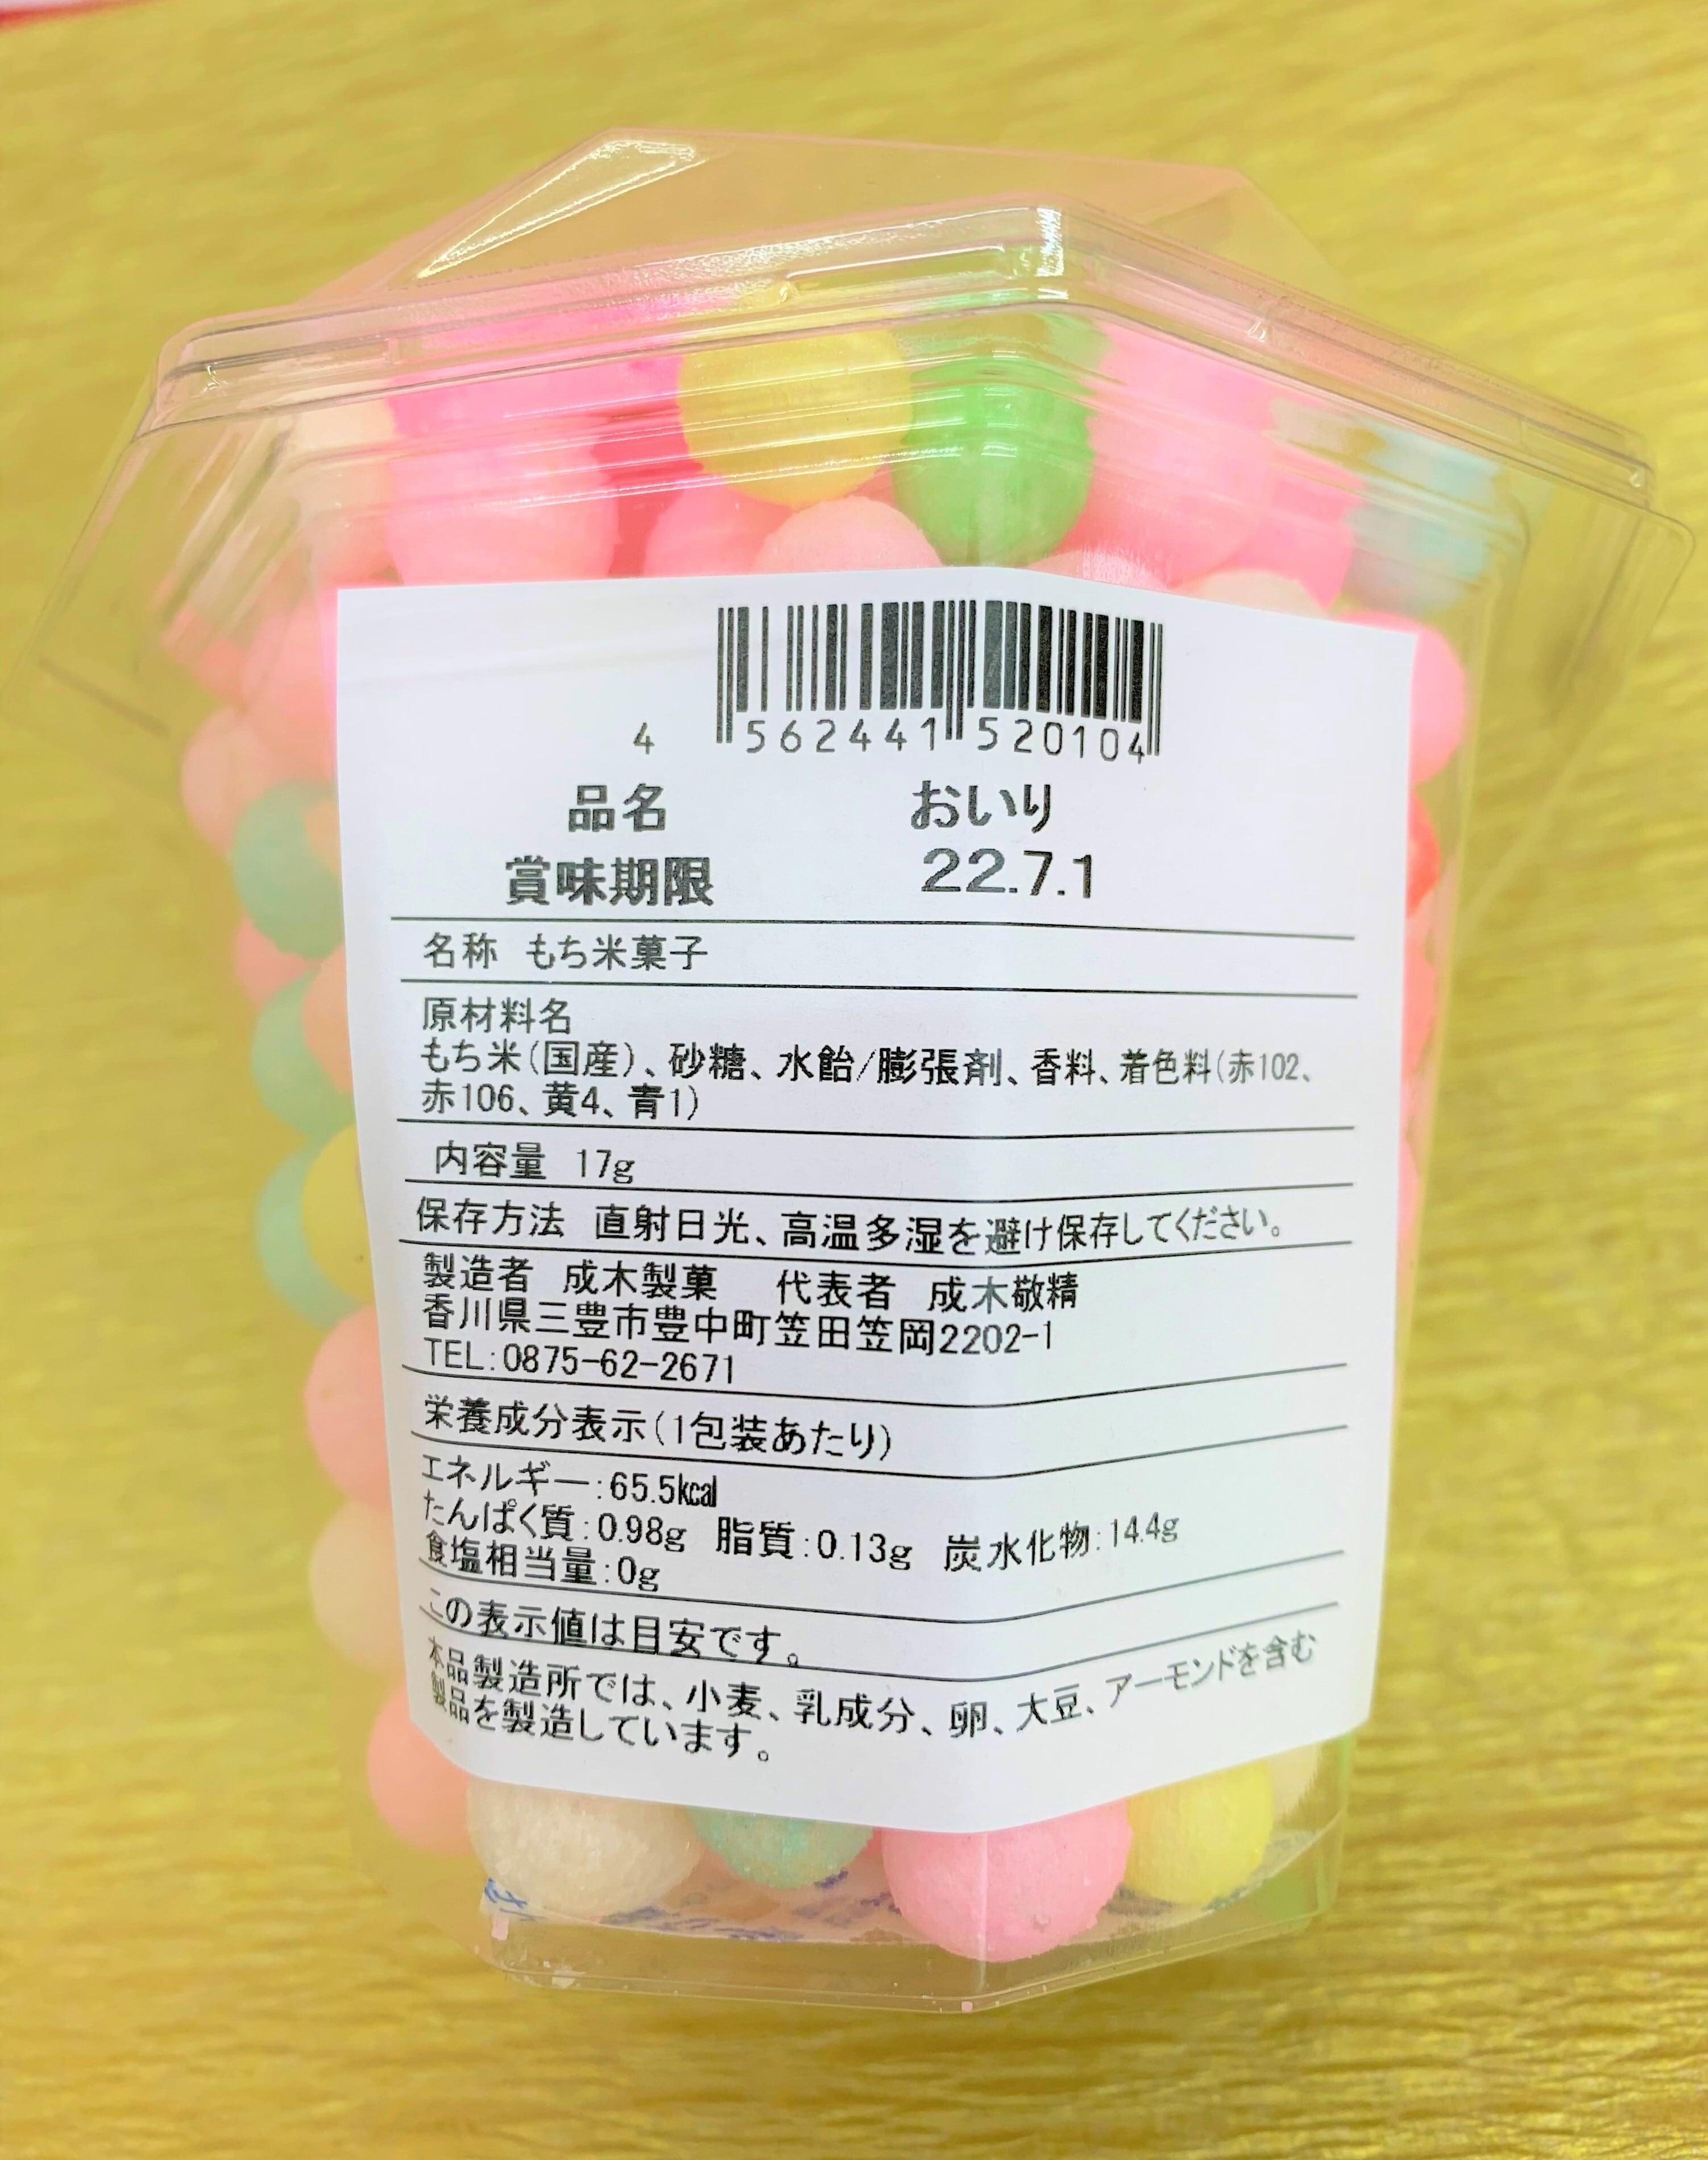 4 562441 520104
品名 おいり
賞味期限 22.7.1
名称 もち米菓子
原材料名
もち米(国産)、砂糖、水飴/膨張剤、香料、着色料(赤102、
赤106、黄4、青1)
内容量 17g
保存方法 直射日光、高温多湿を避け保存してください。
製造者 成木製菓 代表者 成木敬精
香川県三豊市豊中町笠田笠岡2202-1
TEL:0875-62-2671
栄養成分表示(1包装あたり)
エネルギー:65.5kcal
たんぱく質:0.98g 脂質:0.13g 炭水化物:14.4g
食塩相当量:0g
この表示値は目安です。
本品製造所では、小麦、乳成分、卵、大豆、アーモンドを含む
製品を製造しています。